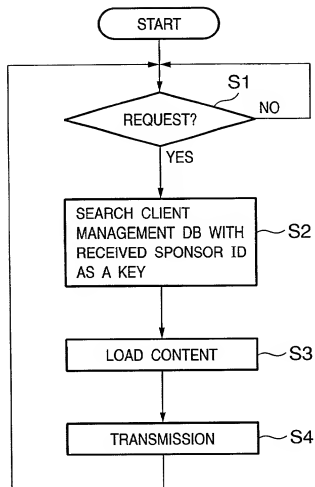 START
S1
REQUEST?
NO
YES
SEARCH CLIENT
MANAGEMENT DB WITH
RECEIVED SPONSOR ID
AS A KEY
S2
LOAD CONTENT
S3
TRANSMISSION
S4